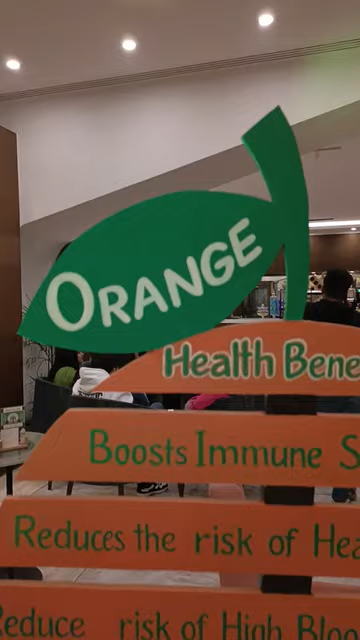 ORANGE
Health Bene
Boosts Immune S
Reduces the risk of Hea
Reduce risk of High Bloo